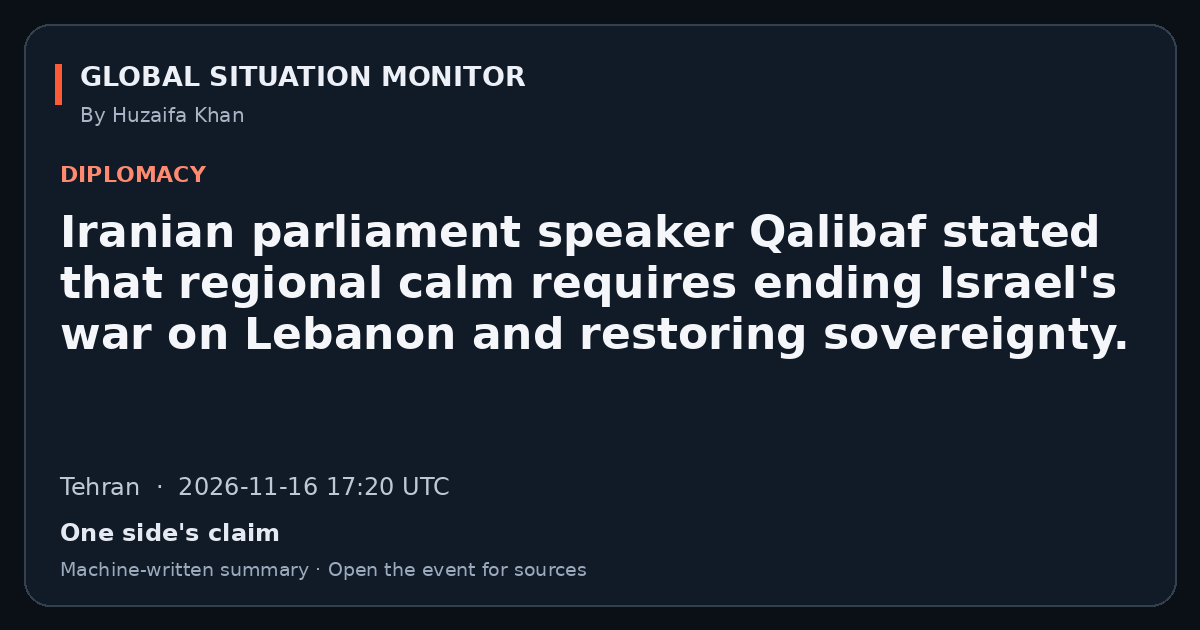 GLOBAL SITUATION MONITOR
By Huzaifa Khan
DIPLOMACY
Iranian parliament speaker Qalibaf stated
that regional calm requires ending Israel's
war on Lebanon and restoring sovereignty.
Tehran · 2026-11-16 17:20 UTC
One side's claim
Machine-written summary · Open the event for sources